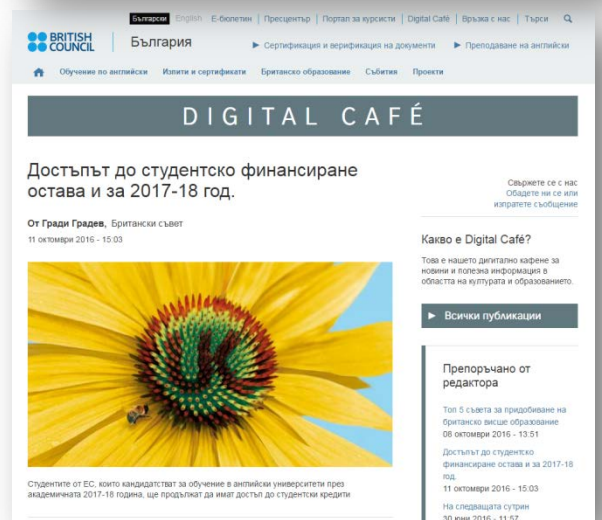 Български English Е-бюлетин | Пресцентър | Портал за курсисти | Digital Café | Връзка с нас | Търси
BRITISH
COUNCIL
България
Сертификация и верификация на документи
Преподаване на английски
Обучение по английски Изпити и сертификати Британско образование Събития Проекти
DIGITAL CAFÉ
Достъпът до студентско финансиране
остава и за 2017-18 год.
От Гради Градев, Британски съвет
11 октомври 2016 - 15:03
Студентите от ЕС, които кандидатстват за обучение в английски университети през
академичната 2017-18 година, ще продължат да имат достъп до студентски кредити
Свържете се с нас
Обадете ни се или
изпратете съобщение
Какво е Digital Café?
Това е нашето дигитално кафене за
новини и полезна информация в
областта на културата и образованието.
Всички публикации
Препоръчано от
редактора
Топ 5 съвета за придобиване на
британско висше образование
08 октомври 2016 - 13:51
Достъпът до студентско
финансиране остава и за 2017-18
год.
11 октомври 2016 - 15:03
На следващата сутрин
30 юни 2016 - 11:57